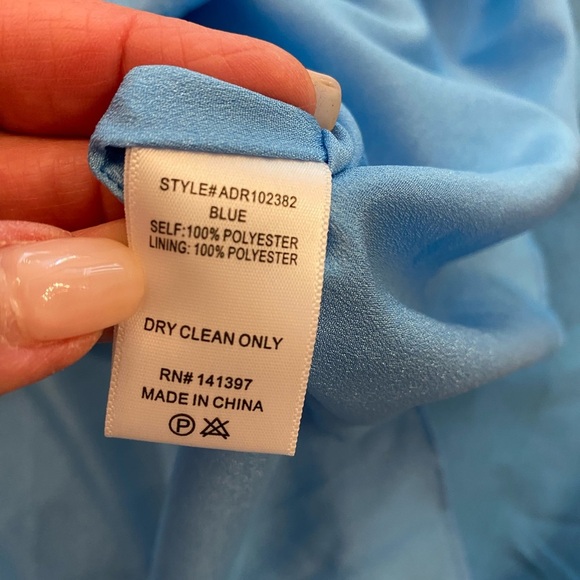 STYLE# ADR102382
BLUE
SELF:100% POLYESTER
LINING: 100% POLYESTER
DRY CLEAN ONLY
RN# 141397
MADE IN CHINA
P